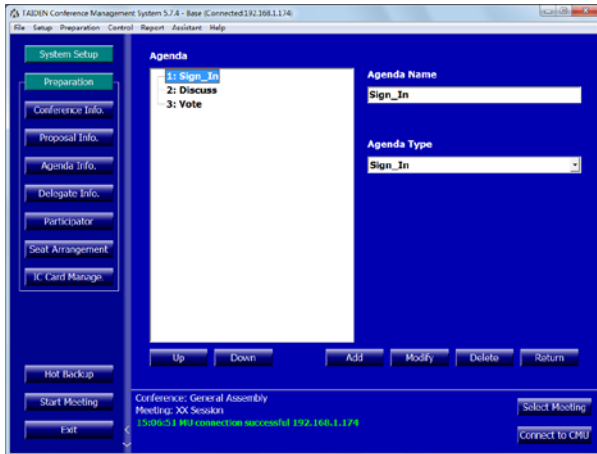 TAIDEN Conference Management System 5.7.4 - Base (Connected:192.168.1.174)
File Setup Preparation Control Report Assistant Help
System Setup
Preparation
Conference Info.
Proposal Info.
Agenda Info.
Delegate Info.
Participator
Seat Arrangement
IC Card Manage.
Hot Backup
Start Meeting
Exit
Agenda
1: Sign_In
2: Discuss
3: Vote
Agenda Name
Sign_In
Agenda Type
Sign_In
Up Down Add Modify Delete Return
Conference: General Assembly
Meeting: XX Session
15:06:51 MU connection successful 192.168.1.174
Select Meeting
Connect to CMU